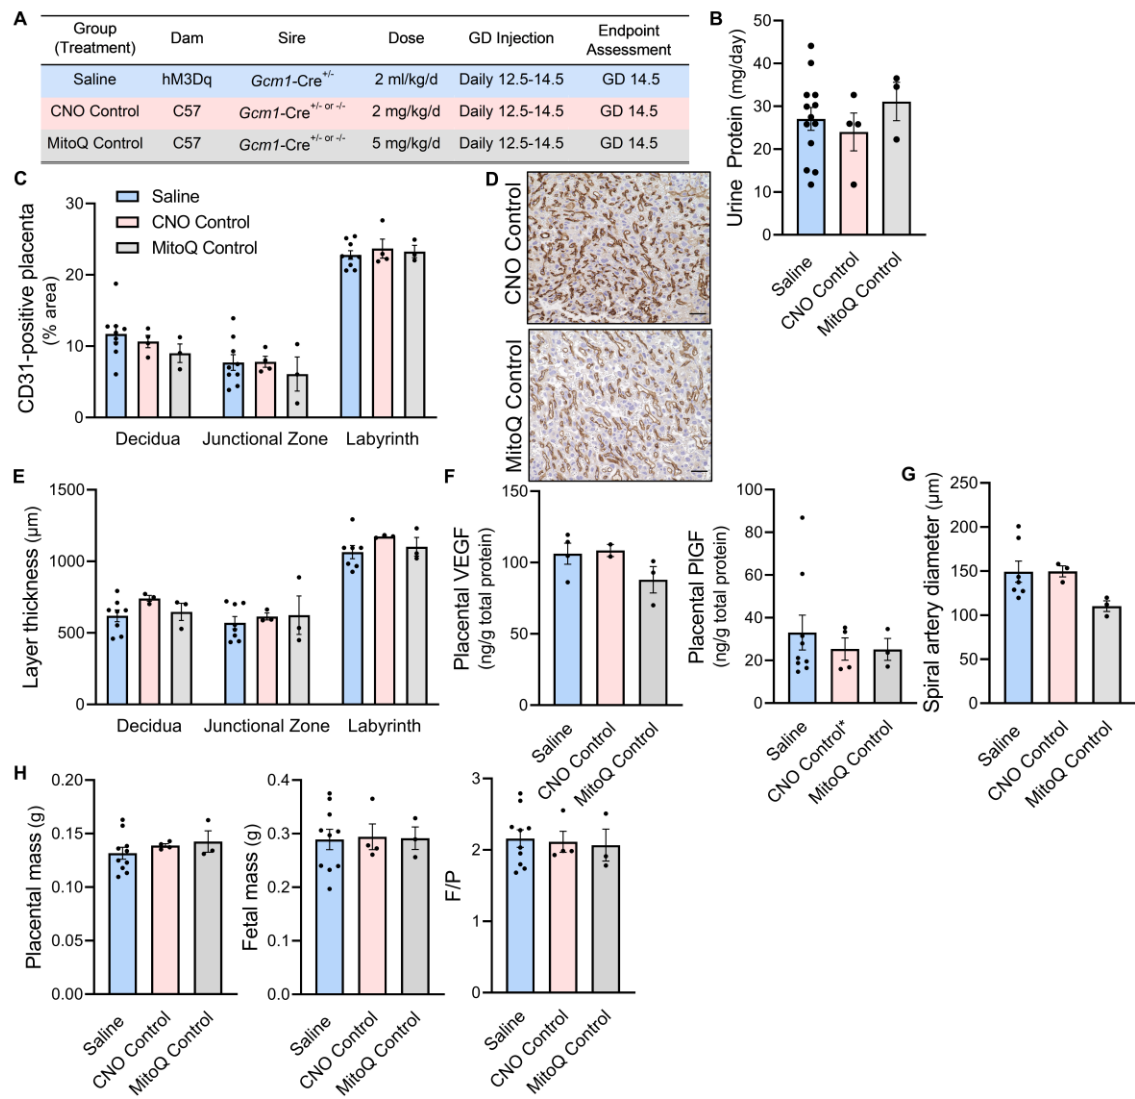 A
Group (Treatment) Dam Sire Dose GD Injection Endpoint Assessment
Saline hM3Dq Gcm1-Cre+/- 2 ml/kg/d Daily 12.5-14.5 GD 14.5
CNO Control C57 Gcm1-Cre+/- or -/- 2 mg/kg/d Daily 12.5-14.5 GD 14.5
MitoQ Control C57 Gcm1-Cre+/- or -/- 5 mg/kg/d Daily 12.5-14.5 GD 14.5
B
Urine Protein (mg/day)
50
40
30
20
10
0
Saline
CNO Control
MitoQ Control
C
CD31-positive placenta
(% area)
30
20
10
0
Saline
CNO Control
MitoQ Control
Decidua Junctional Zone Labyrinth
D
CNO Control
MitoQ Control
E
Layer thickness (μm)
1500
1000
500
0
Decidua Junctional Zone Labyrinth
F
Placental VEGF
(ng/g total protein)
150
100
50
0
Saline
CNO Control
MitoQ Control
Placental PlGF
(ng/g total protein)
100
80
60
40
20
0
Saline
CNO Control*
MitoQ Control
G
Spiral artery diameter (μm)
250
200
150
100
50
0
Saline
CNO Control
MitoQ Control
H
Placental mass (g)
0.20
0.15
0.10
0.05
0.00
Saline
CNO Control
MitoQ Control
Fetal mass (g)
0.4
0.3
0.2
0.1
0.0
Saline
CNO Control
MitoQ Control
F/P
3
2
1
0
Saline
CNO Control
MitoQ Control